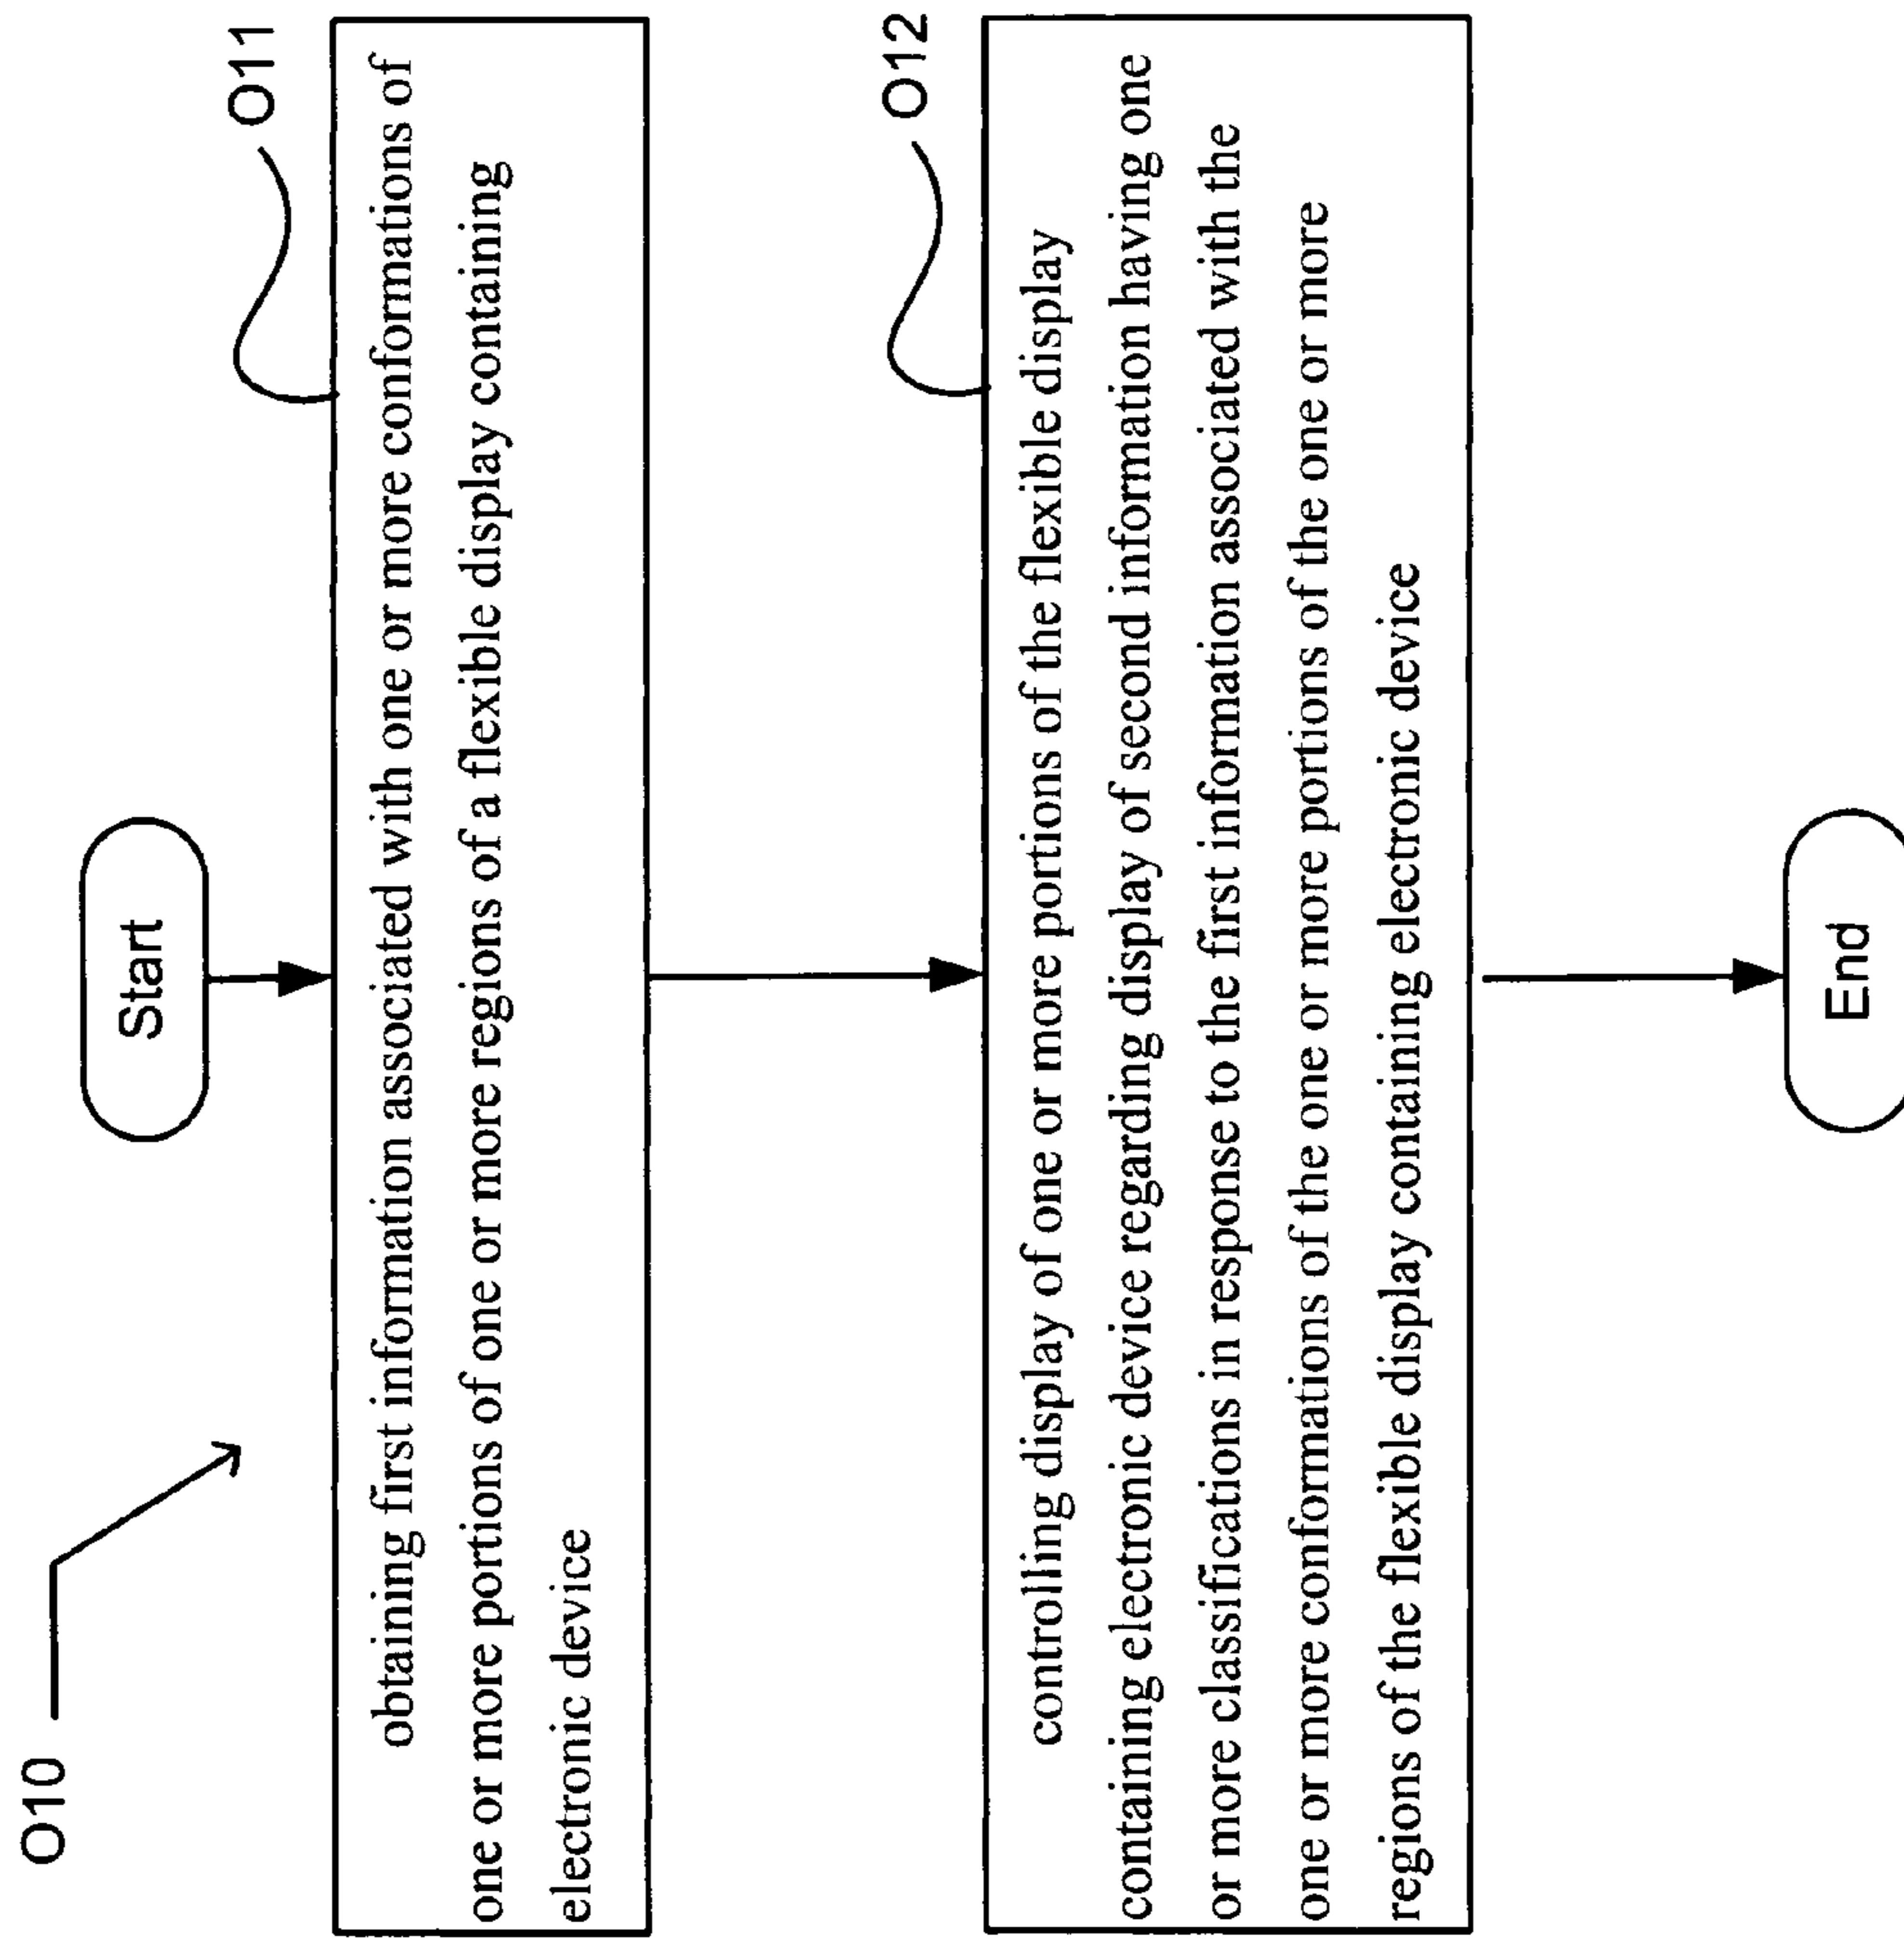 O10
Start
O11
obtaining first information associated with one or more conformations of
one or more portions of one or more regions of a flexible display containing
electronic device
O12
controlling display of one or more portions of the flexible display
containing electronic device regarding display of second information having one
or more classifications in response to the first information associated with the
one or more conformations of the one or more portions of the one or more
regions of the flexible display containing electronic device
End